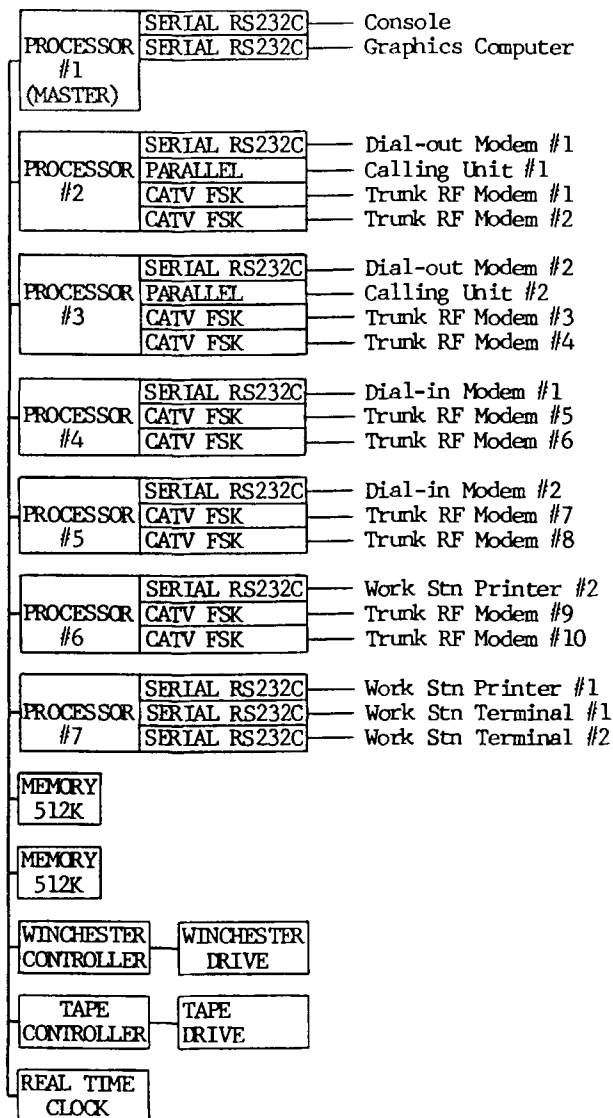 SERIAL RS232C Console
PROCESSOR SERIAL RS232C Graphics Computer
#1
(MASTER)
SERIAL RS232C Dial-out Modem #1
PROCESSOR PARALLEL Calling Unit #1
#2 CATV FSK Trunk RF Modem #1
CATV FSK Trunk RF Modem #2
SERIAL RS232C Dial-out Modem #2
PROCESSOR PARALLEL Calling Unit #2
#3 CATV FSK Trunk RF Modem #3
CATV FSK Trunk RF Modem #4
SERIAL RS232C Dial-in Modem #1
PROCESSOR CATV FSK Trunk RF Modem #5
#4 CATV FSK Trunk RF Modem #6
SERIAL RS232C Dial-in Modem #2
PROCESSOR CATV FSK Trunk RF Modem #7
#5 CATV FSK Trunk RF Modem #8
SERIAL RS232C Work Stn Printer #2
PROCESSOR CATV FSK Trunk RF Modem #9
#6 CATV FSK Trunk RF Modem #10
SERIAL RS232C Work Stn Printer #1
PROCESSOR SERIAL RS232C Work Stn Terminal #1
#7 SERIAL RS232C Work Stn Terminal #2
MEMORY
512K
MEMORY
512K
WINCHESTER WINCHESTER
CONTROLLER DRIVE
TAPE TAPE
CONTROLLER DRIVE
REAL TIME
CLOCK